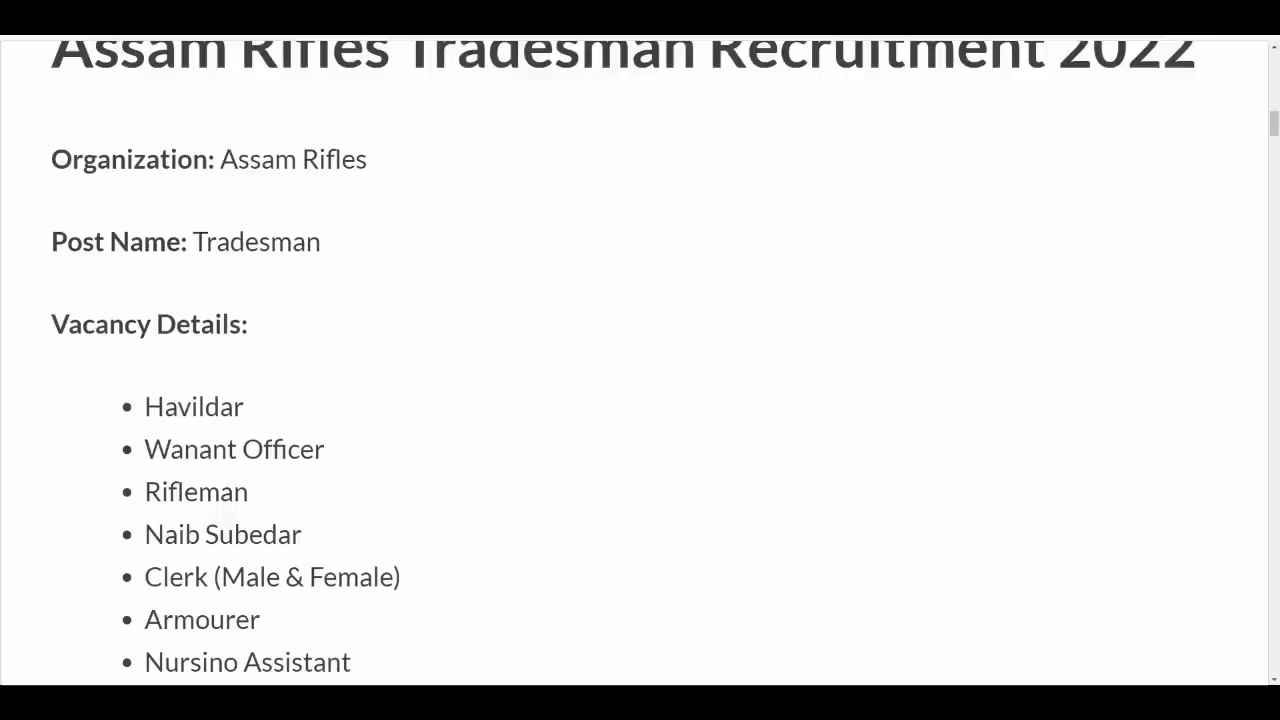 Assam Rifles Tradesman Recruitment 2022
Organization: Assam Rifles
Post Name: Tradesman
Vacancy Details:
• Havildar
• Wanant Officer
• Rifleman
• Naib Subedar
• Clerk (Male & Female)
• Armourer
• Nursino Assistant